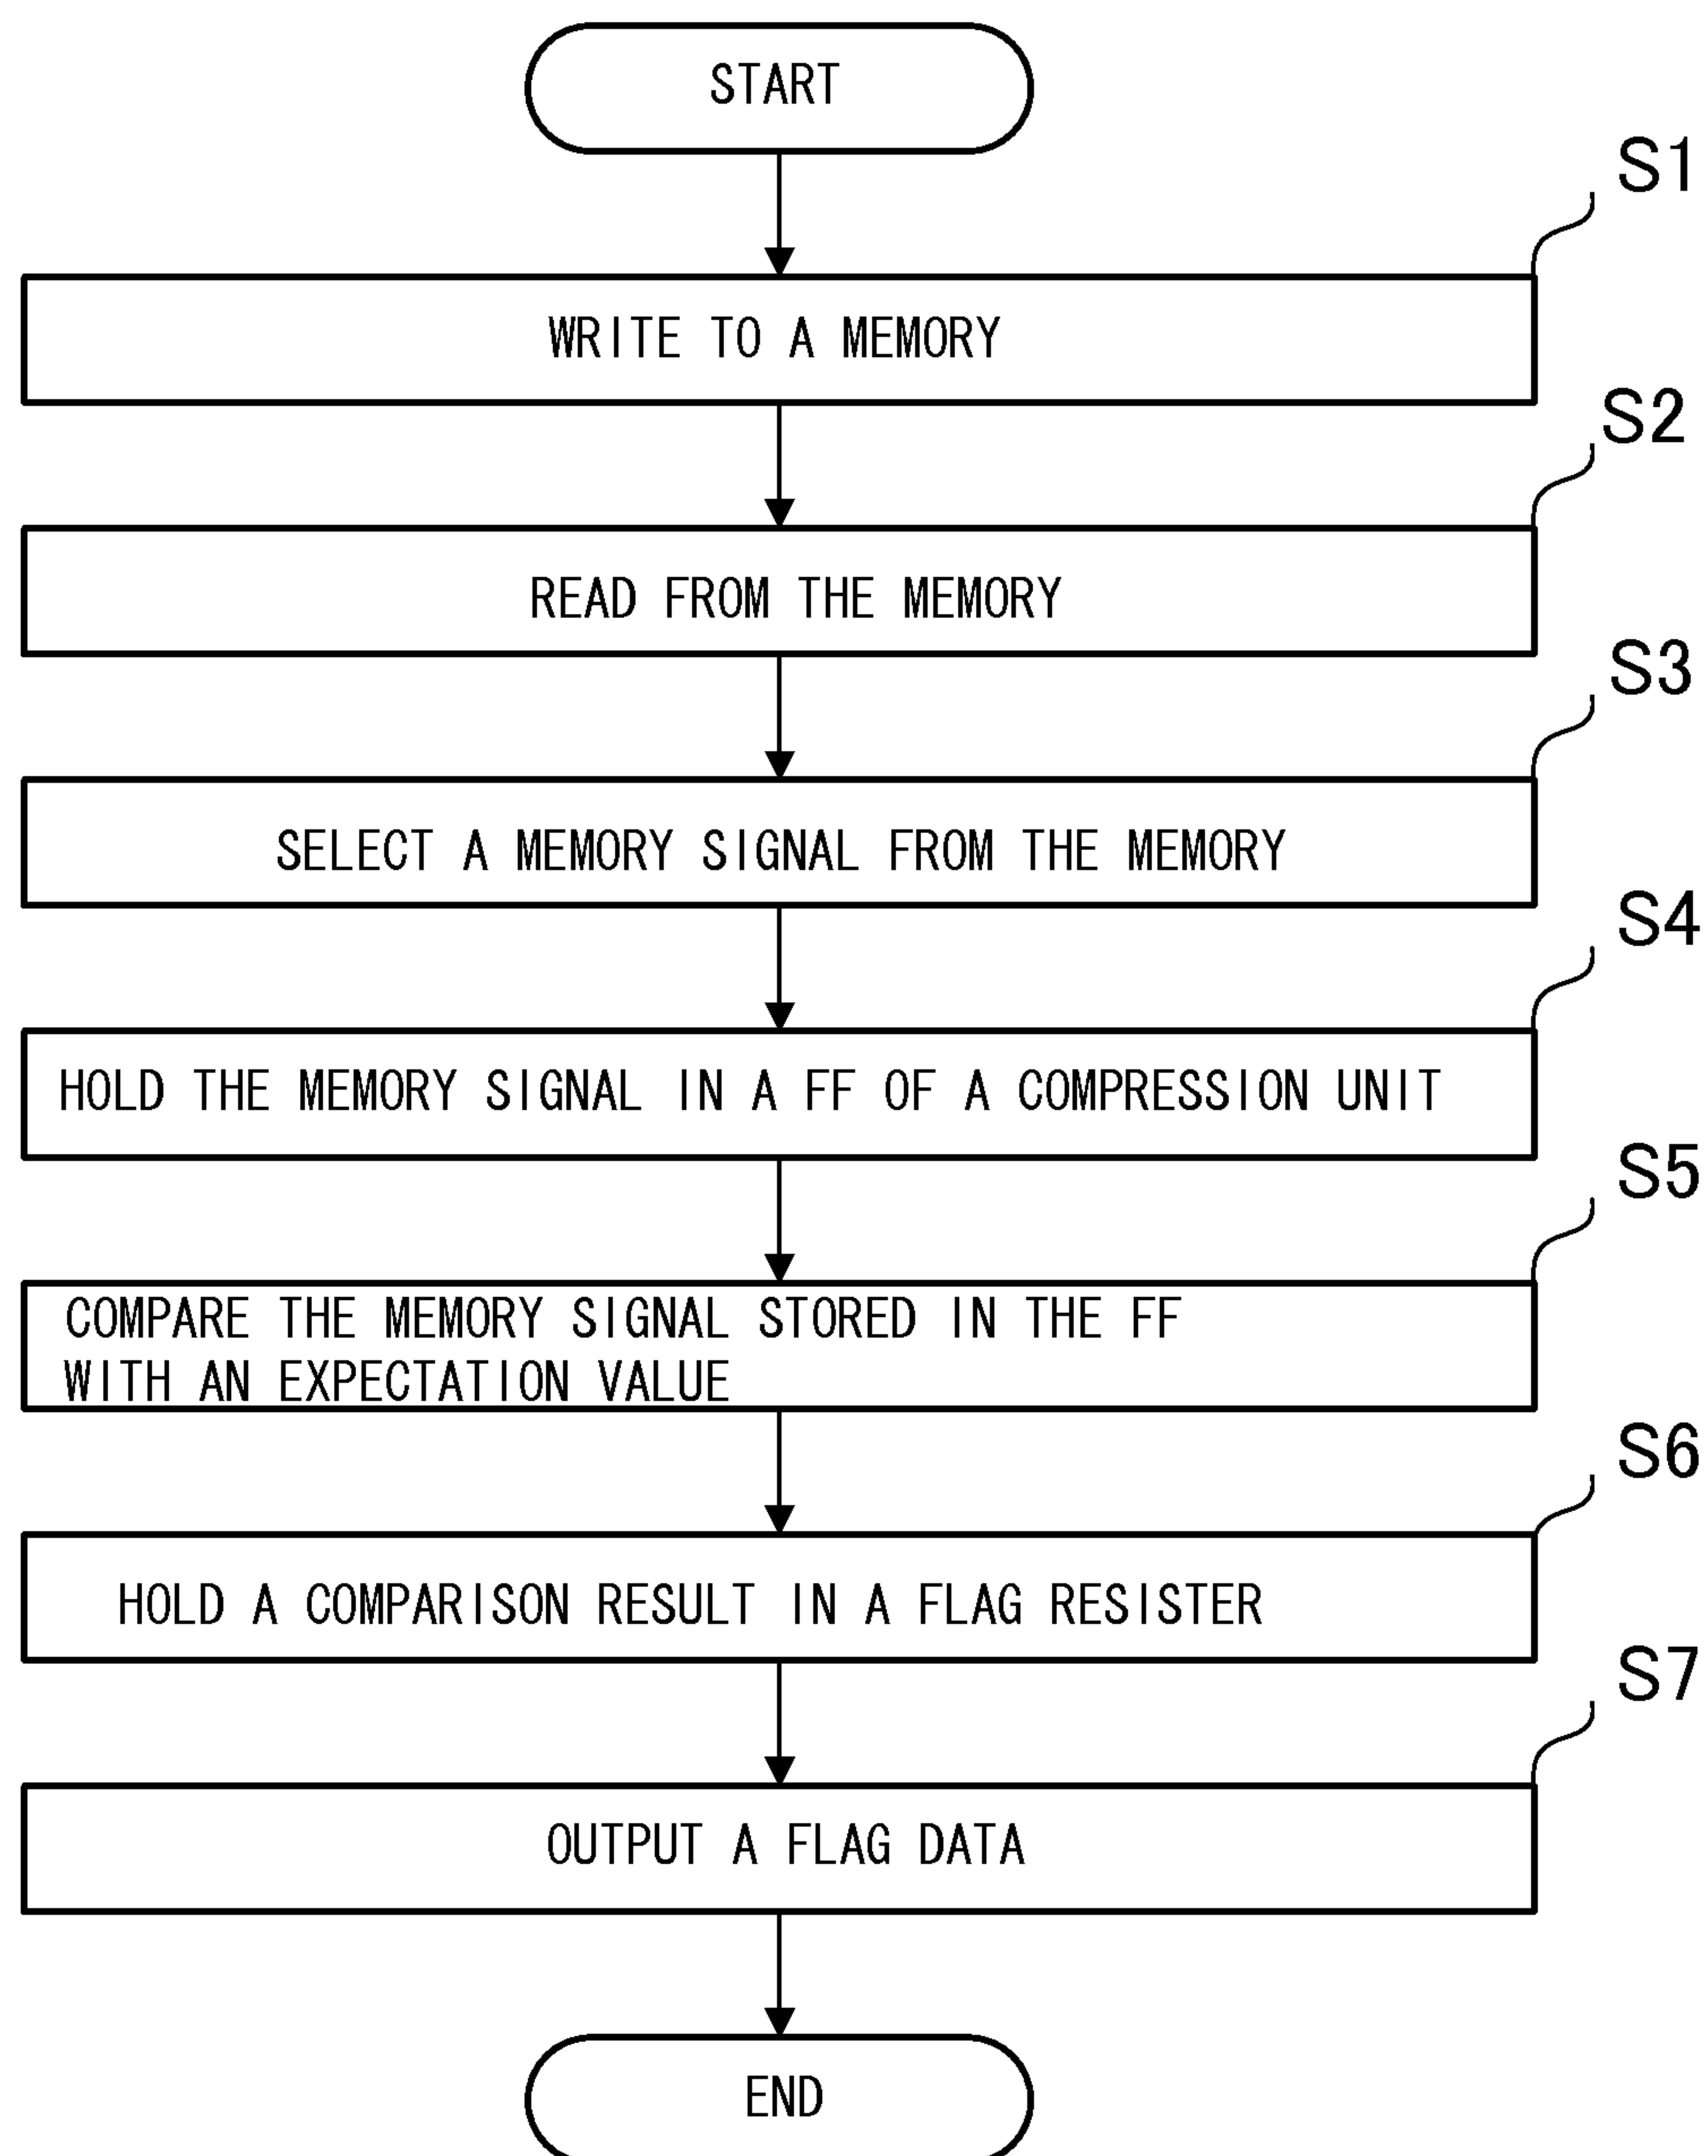 START
S1
WRITE TO A MEMORY
S2
READ FROM THE MEMORY
S3
SELECT A MEMORY SIGNAL FROM THE MEMORY
S4
HOLD THE MEMORY SIGNAL IN A FF OF A COMPRESSION UNIT
S5
COMPARE THE MEMORY SIGNAL STORED IN THE FF
WITH AN EXPECTATION VALUE
S6
HOLD A COMPARISON RESULT IN A FLAG RESISTER
S7
OUTPUT A FLAG DATA
END